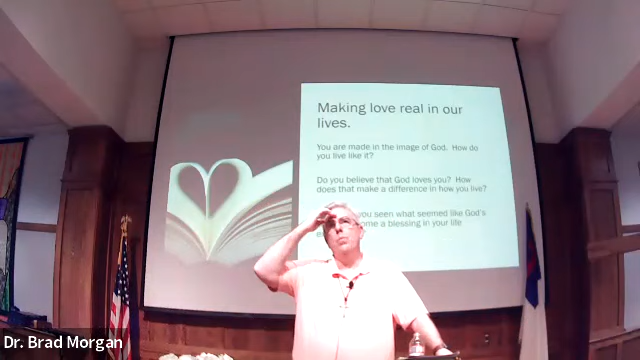 Making love real in our
lives.
You are made in the image of God. How do
you live like it?
Do you believe that God loves you? How
does that make a difference in how you live?
you seen what seemed like God's
a blessing in your life
Dr. Brad Morgan